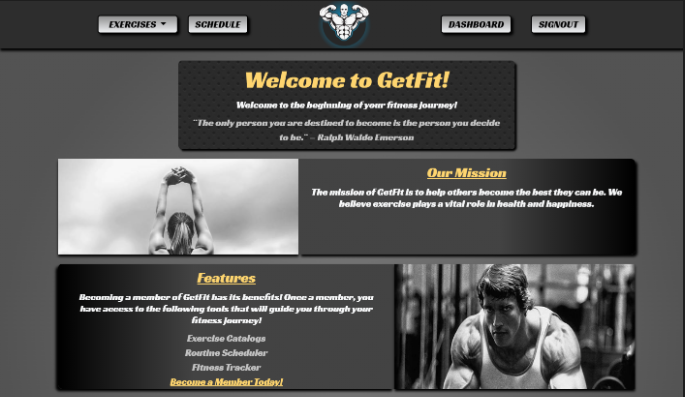 EXERCISES SCHEDULE DASHBOARD SIGNOUT
Welcome to GetFit!
Welcome to the beginning of your fitness journey!
"The only person you are destined to become is the person you decide
to be." – Ralph Waldo Emerson
Our Mission
The mission of GetFit is to help others become the best they can be. We
believe exercise plays a vital role in health and happiness.
Features
Becoming a member of GetFit has its benefits! Once a member, you
have access to the following tools that will guide you through your
fitness journey!
Exercise Catalogs
Routine Scheduler
Fitness Tracker
Become a Member Today!